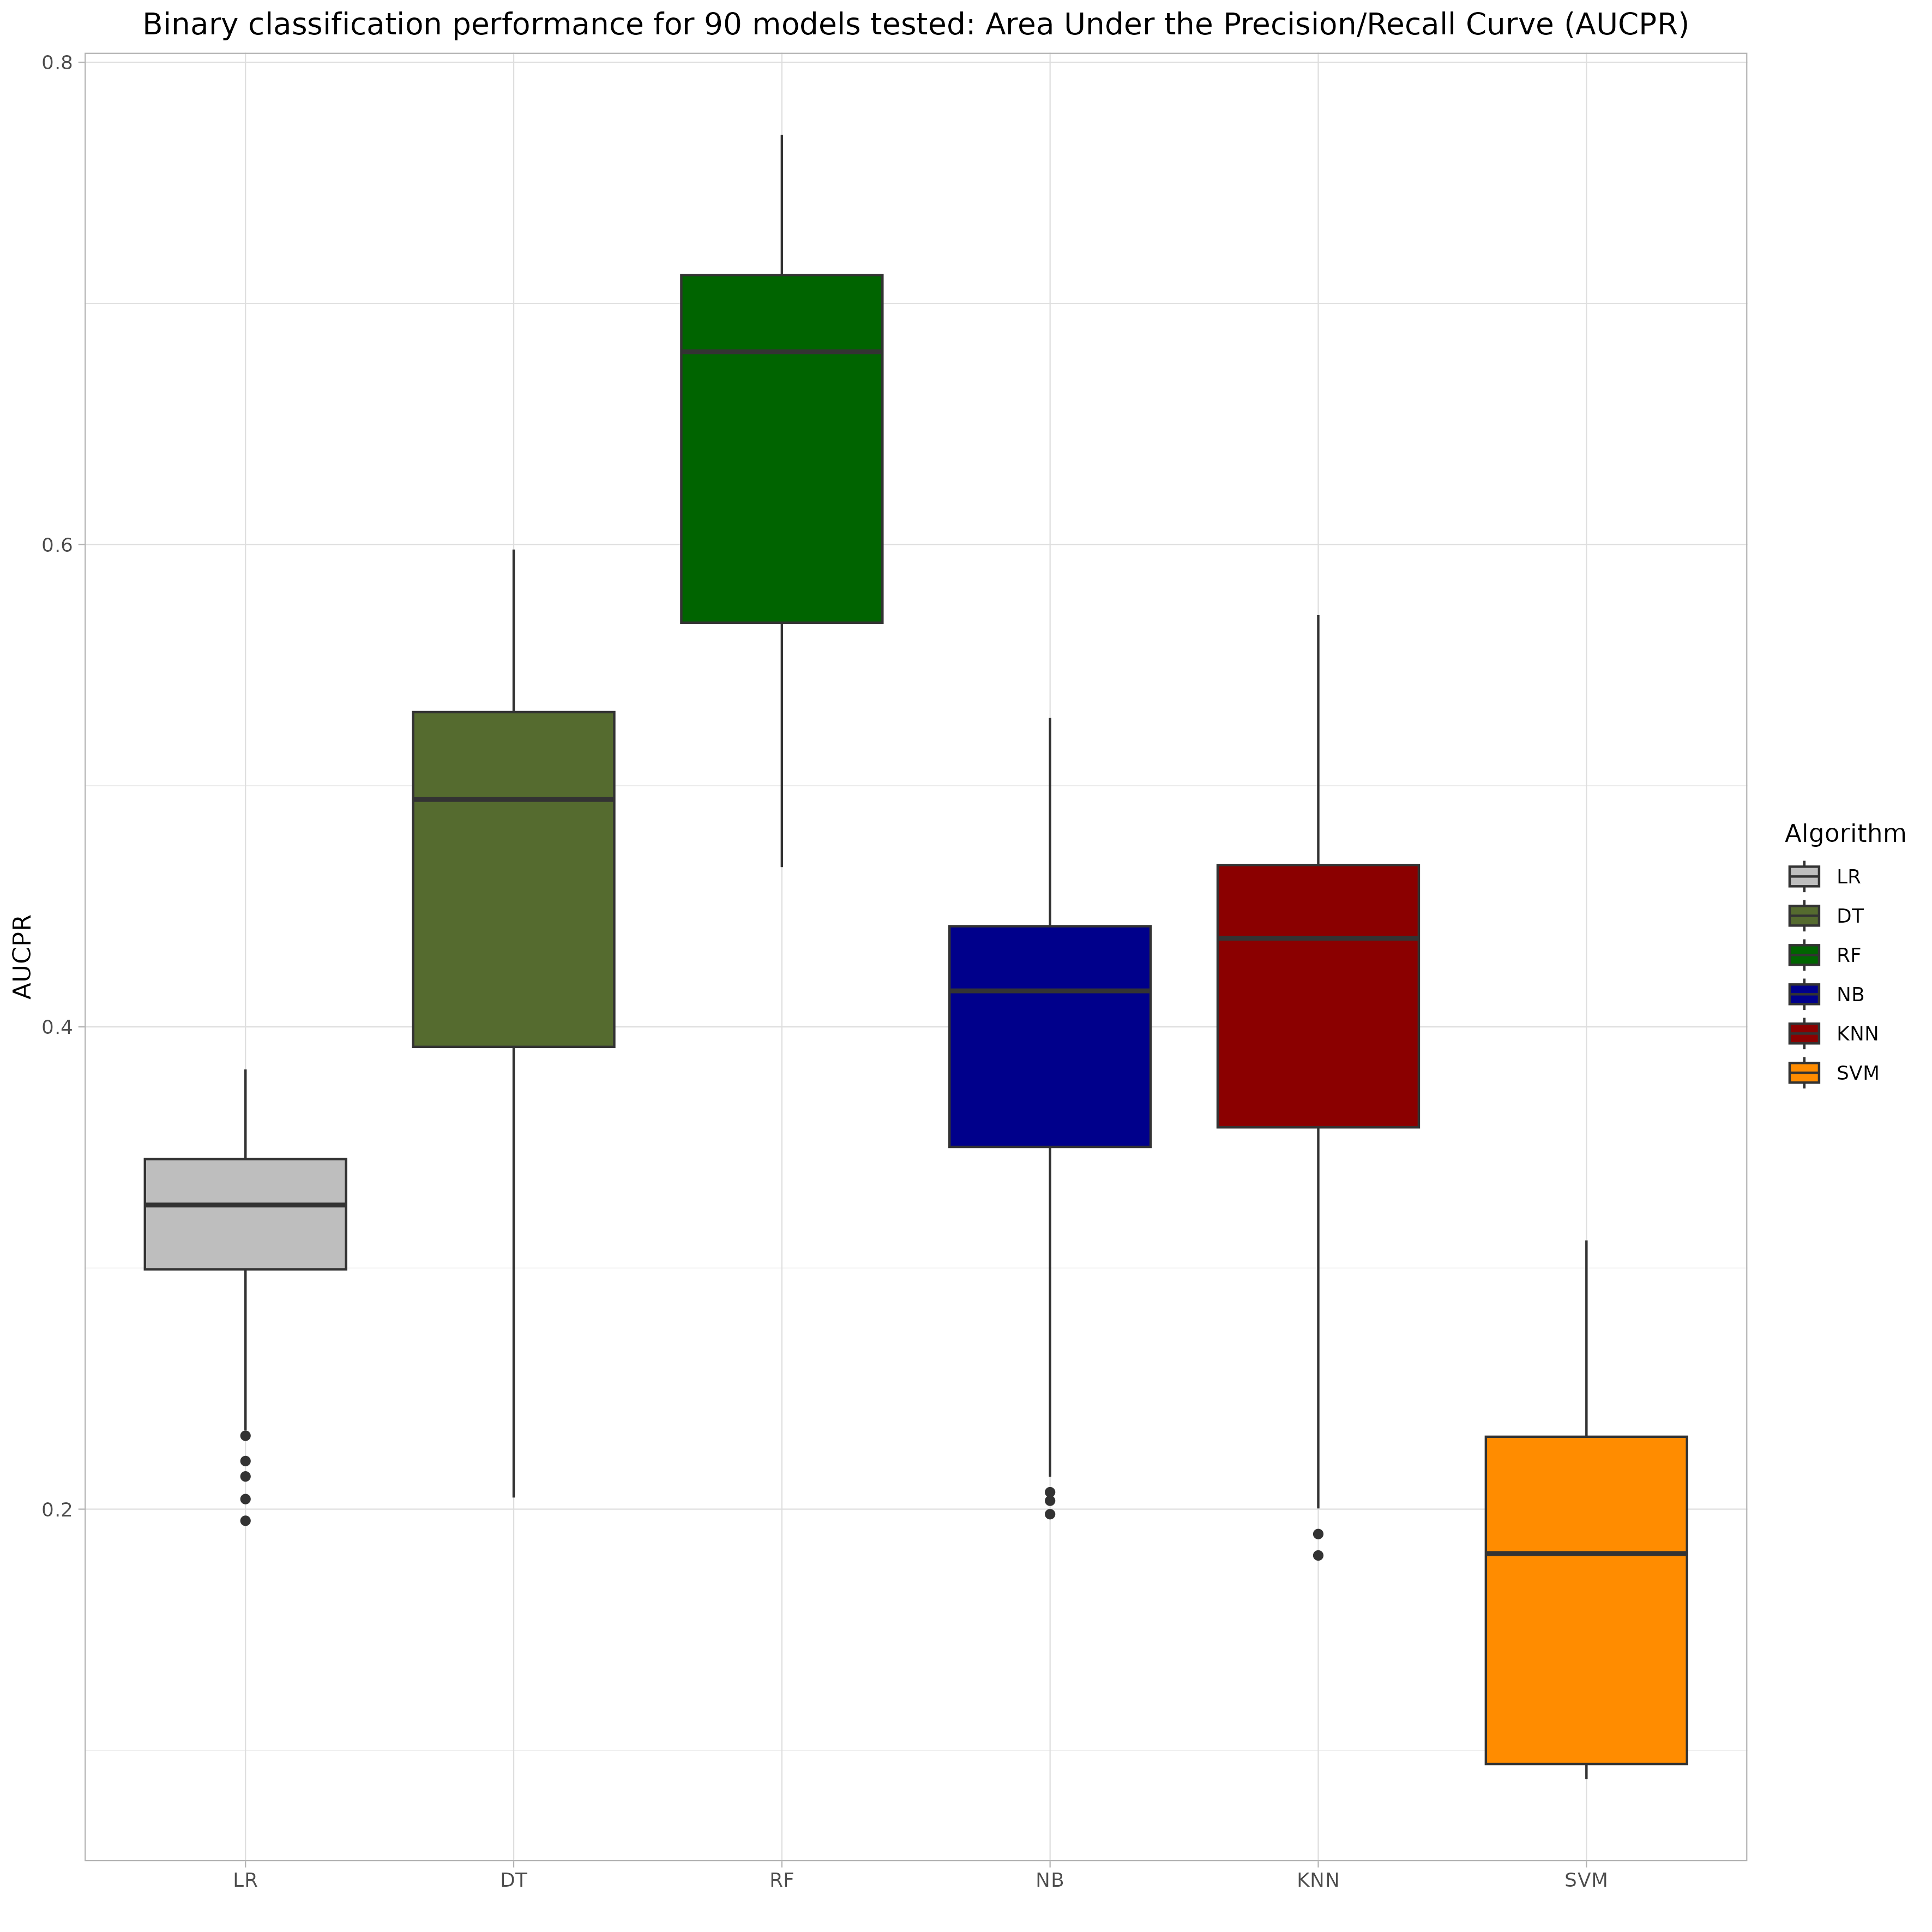 Binary classification performance for 90 models tested: Area Under the Precision/Recall Curve (AUCPR)
0.8
0.6
0.4
0.2
AUCPR
LR
DT
RF
NB
KNN
SVM
Algorithm
LR
DT
RF
NB
KNN
SVM